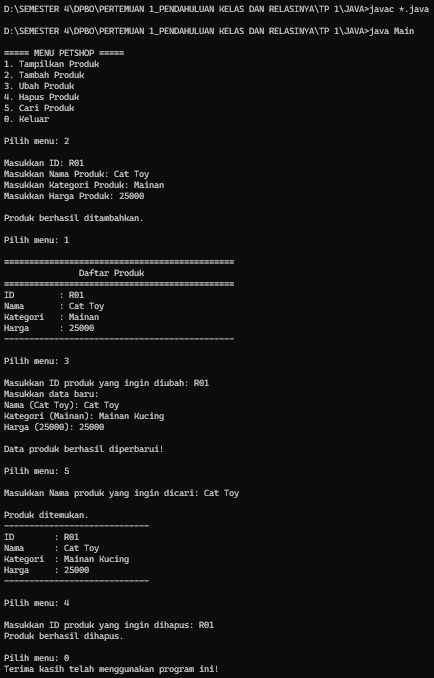 D:\SEMESTER 4\DPBO\PERTEMUAN 1_PENDAHULUAN KELAS DAN RELASINYA\TP 1\JAVA>javac *.java
D:\SEMESTER 4\DPBO\PERTEMUAN 1_PENDAHULUAN KELAS DAN RELASINYA\TP 1\JAVA>java Main
===== MENU PETSHOP =====
1. Tampilkan Produk
2. Tambah Produk
3. Ubah Produk
4. Hapus Produk
5. Cari Produk
0. Keluar
Pilih menu: 2
Masukkan ID: R01
Masukkan Nama Produk: Cat Toy
Masukkan Kategori Produk: Mainan
Masukkan Harga Produk: 25000
Produk berhasil ditambahkan.
Pilih menu: 1
==============================================
Daftar Produk
==============================================
ID : R01
Nama : Cat Toy
Kategori : Mainan
Harga : 25000
----------------------------------------------
Pilih menu: 3
Masukkan ID produk yang ingin diubah: R01
Masukkan data baru:
Nama (Cat Toy): Cat Toy
Kategori (Mainan): Mainan Kucing
Harga (25000): 25000
Data produk berhasil diperbarui!
Pilih menu: 5
Masukkan Nama produk yang ingin dicari: Cat Toy
Produk ditemukan.
-----------------------------
ID : R01
Nama : Cat Toy
Kategori : Mainan Kucing
Harga : 25000
-----------------------------
Pilih menu: 4
Masukkan ID produk yang ingin dihapus: R01
Produk berhasil dihapus.
Pilih menu: 0
Terima kasih telah menggunakan program ini!